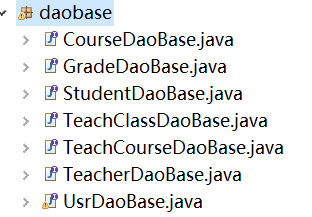 daobase
CourseDaoBase.java
GradeDaoBase.java
StudentDaoBase.java
TeachClassDaoBase.java
TeachCourseDaoBase.java
TeacherDaoBase.java
UsrDaoBase.java